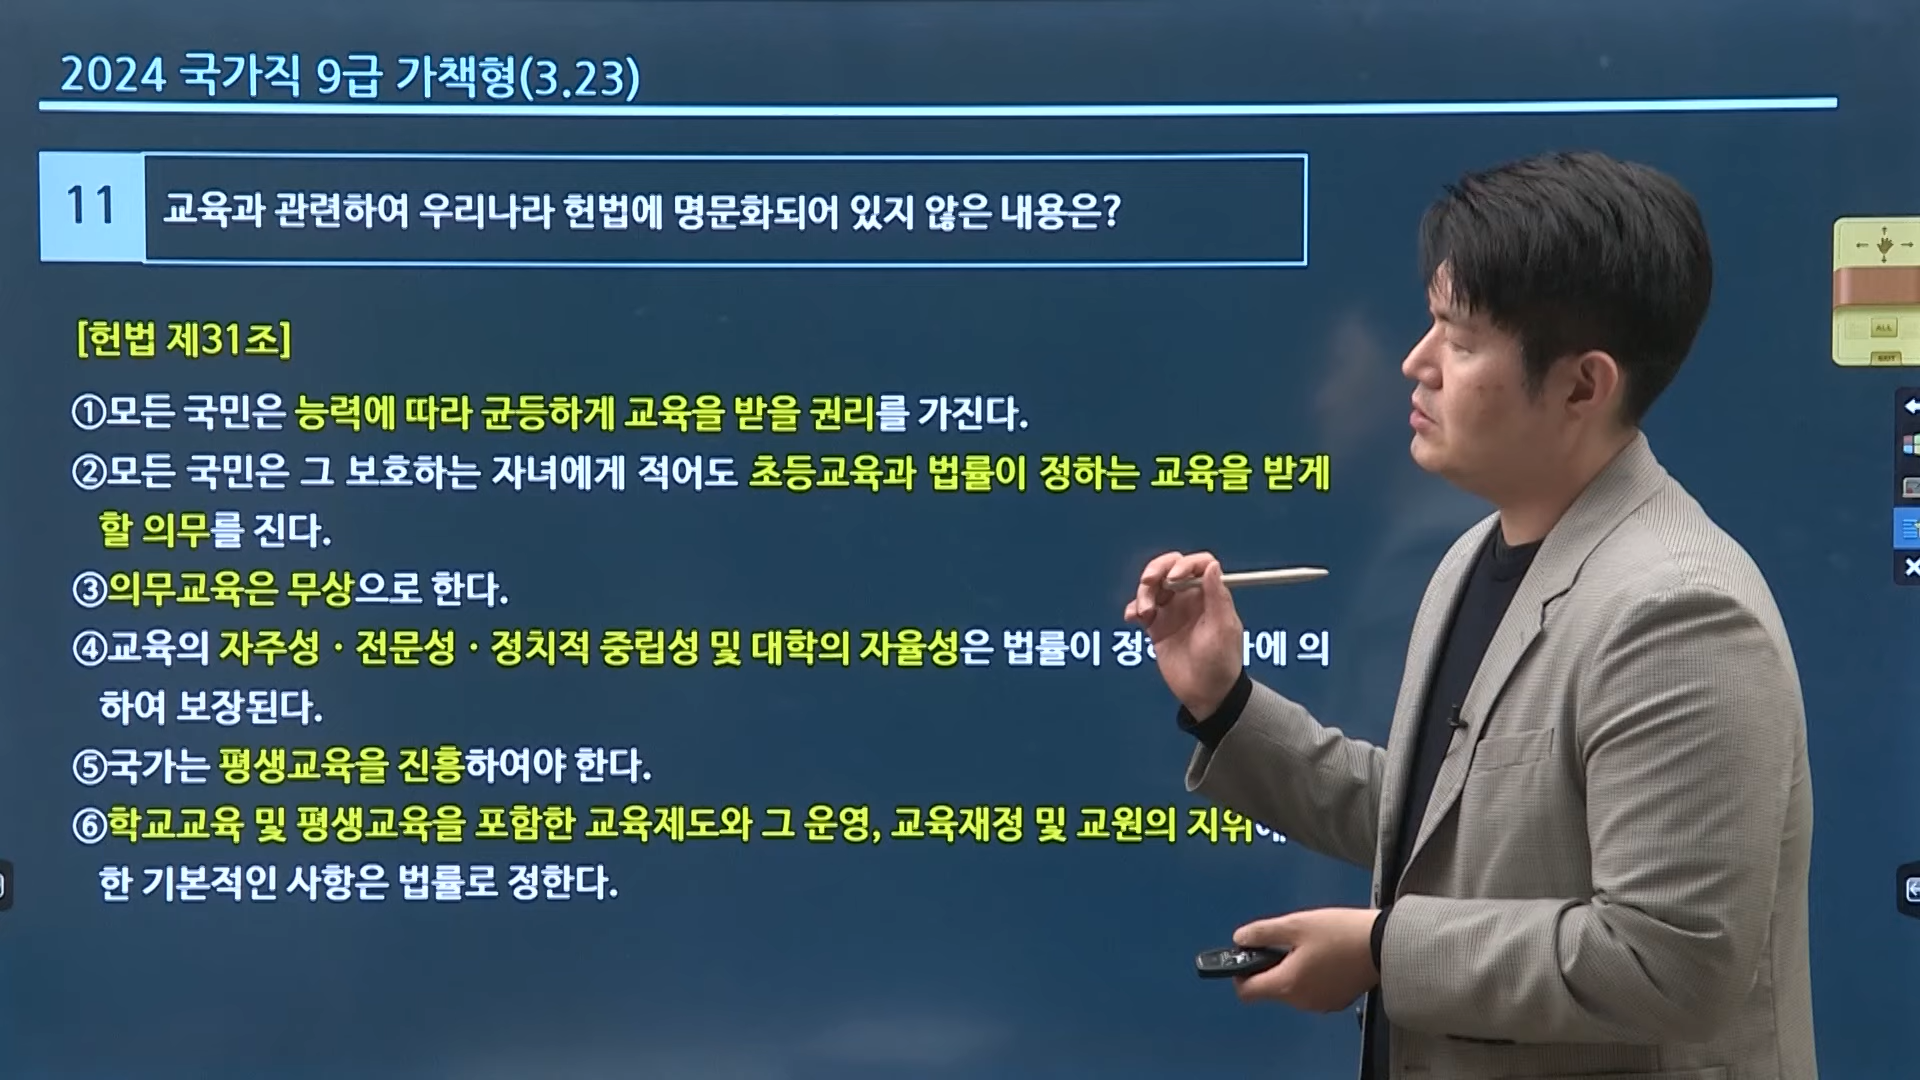 2024 국가직 9급 가책형(3.23)
11 교육과 관련하여 우리나라 헌법에 명문화되어 있지 않은 내용은?
[헌법 제31조]
①모든 국민은 능력에 따라 균등하게 교육을 받을 권리를 가진다.
②모든 국민은 그 보호하는 자녀에게 적어도 초등교육과 법률이 정하는 교육을 받게
할 의무를 진다.
③의무교육은 무상으로 한다.
④교육의 자주성 · 전문성 · 정치적 중립성 및 대학의 자율성은 법률이 의
하여 보장된다.
⑤국가는 평생교육을 진흥하여야 한다.
⑥학교교육 및 평생교육을 포함한 교육제도와 그 운영, 교육재정 및 교원의 지위
한 기본적인 사항은 법률로 정한다.
ALL
EXIT